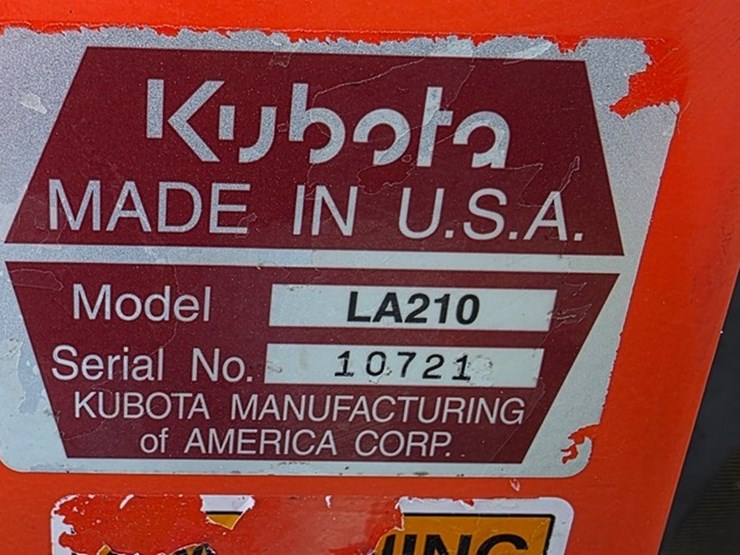 Kubota
MADE IN U.S.A.
Model LA210
Serial No. 10721
KUBOTA MANUFACTURING
of AMERICA CORP.